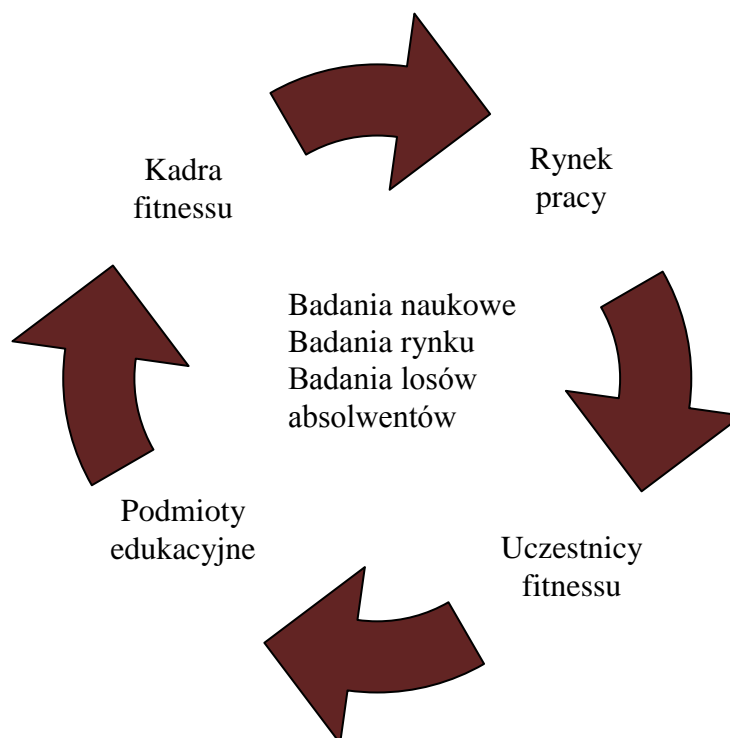 Kadra
fitnessu
Rynek
pracy
Badania naukowe
Badania rynku
Badania losów
absolwentów
Podmioty
edukacyjne
Uczestnicy
fitnessu